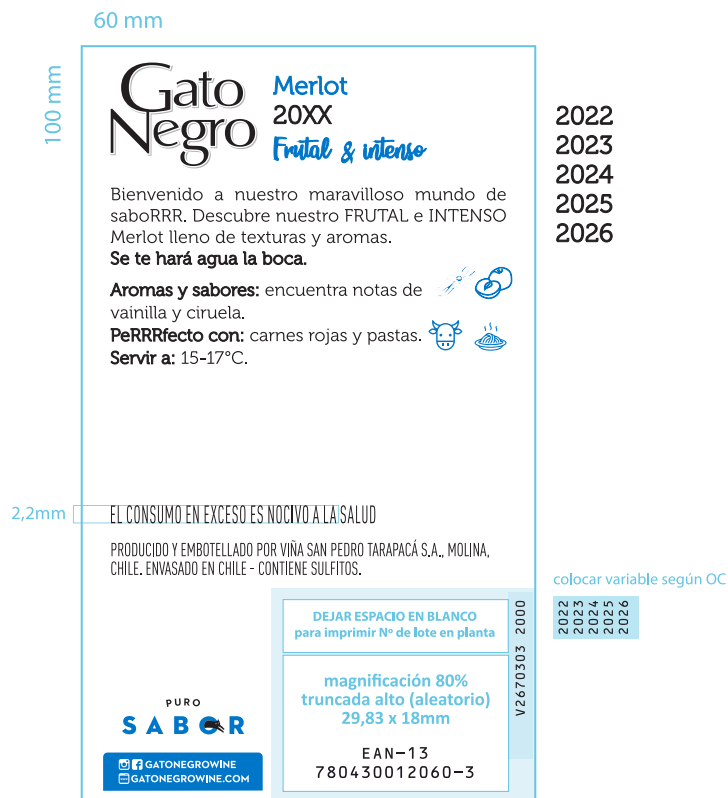 60 mm
100 mm
Gato
Negro
Merlot
20XX
Frutal & intenso
2022
2023
2024
2025
2026
Bienvenido a nuestro maravilloso mundo de
saboRRR. Descubre nuestro FRUTAL e INTENSO
Merlot lleno de texturas y aromas.
Se te hará agua la boca.
Aromas y sabores: encuentra notas de
vainilla y ciruela.
PeRRRfecto con: carnes rojas y pastas.
Servir a: 15-17°C.
2,2mm
EL CONSUMO EN EXCESO ES NOCIVO A LA SALUD
PRODUCIDO Y EMBOTELLADO POR VIÑA SAN PEDRO TARAPACÁ S.A., MOLINA,
CHILE. ENVASADO EN CHILE - CONTIENE SULFITOS.
colocar variable según OC
2022
2023
2024
2025
2026
DEJAR ESPACIO EN BLANCO
para imprimir Nº de lote en planta
V2670303 2000
magnificación 80%
truncada alto (aleatorio)
29,83 x 18mm
EAN-13
780430012060-3
PURO
SABOR
GATONEGROWINE
GATONEGROWINE.COM